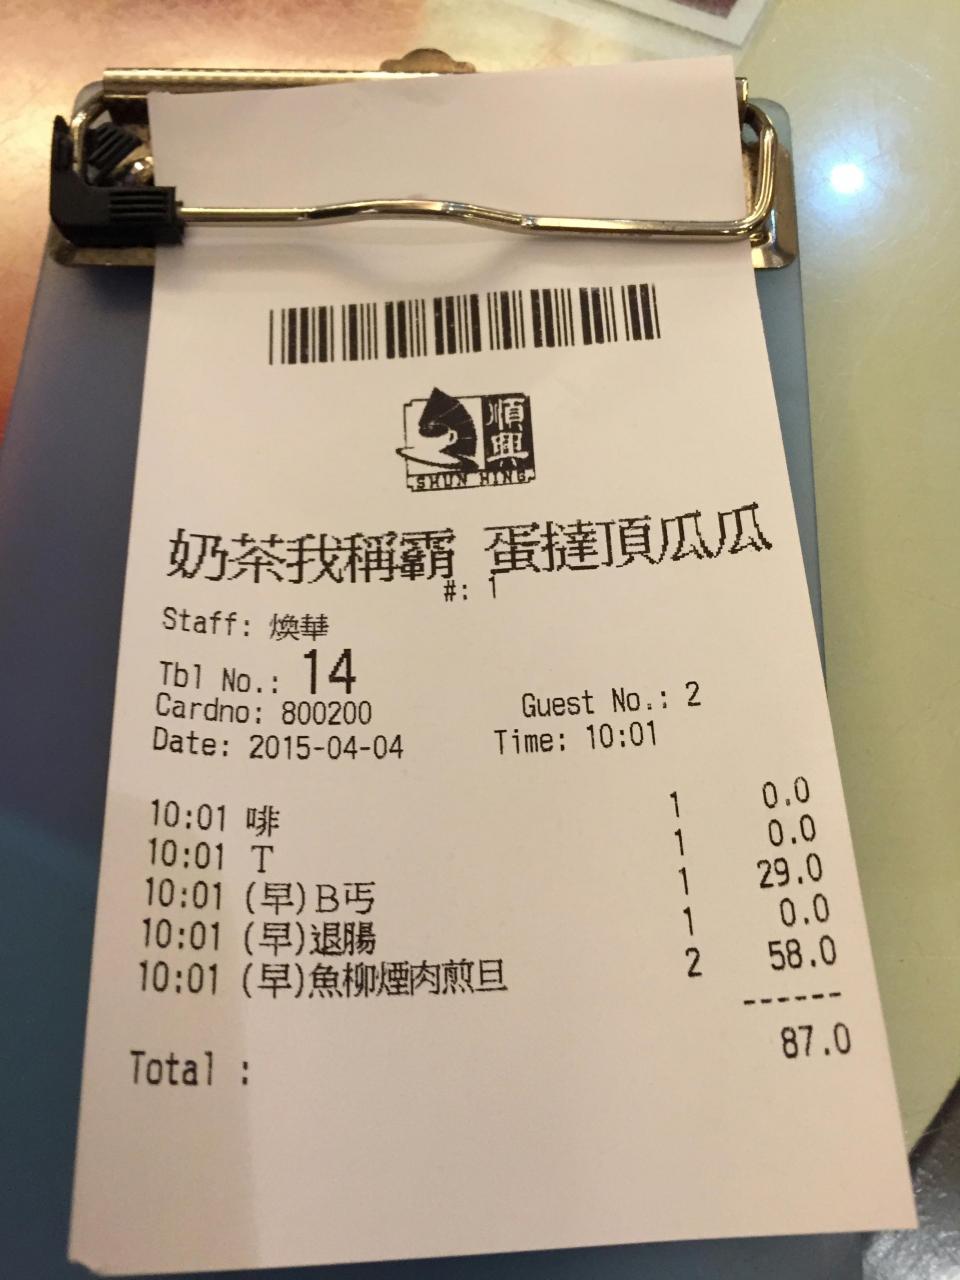 順興
SHUN HING
奶茶我稱霸 蛋撻頂瓜瓜
#: 1
Staff: 煥華
Tbl No.: 14
Cardno: 800200 Guest No.: 2
Date: 2015-04-04 Time: 10:01
10:01 啡 1 0.0
10:01 T 1 0.0
10:01 (早)B丐 1 29.0
10:01 (早)退腸 1 0.0
10:01 (早)魚柳煙肉煎旦 2 58.0
------
Total : 87.0